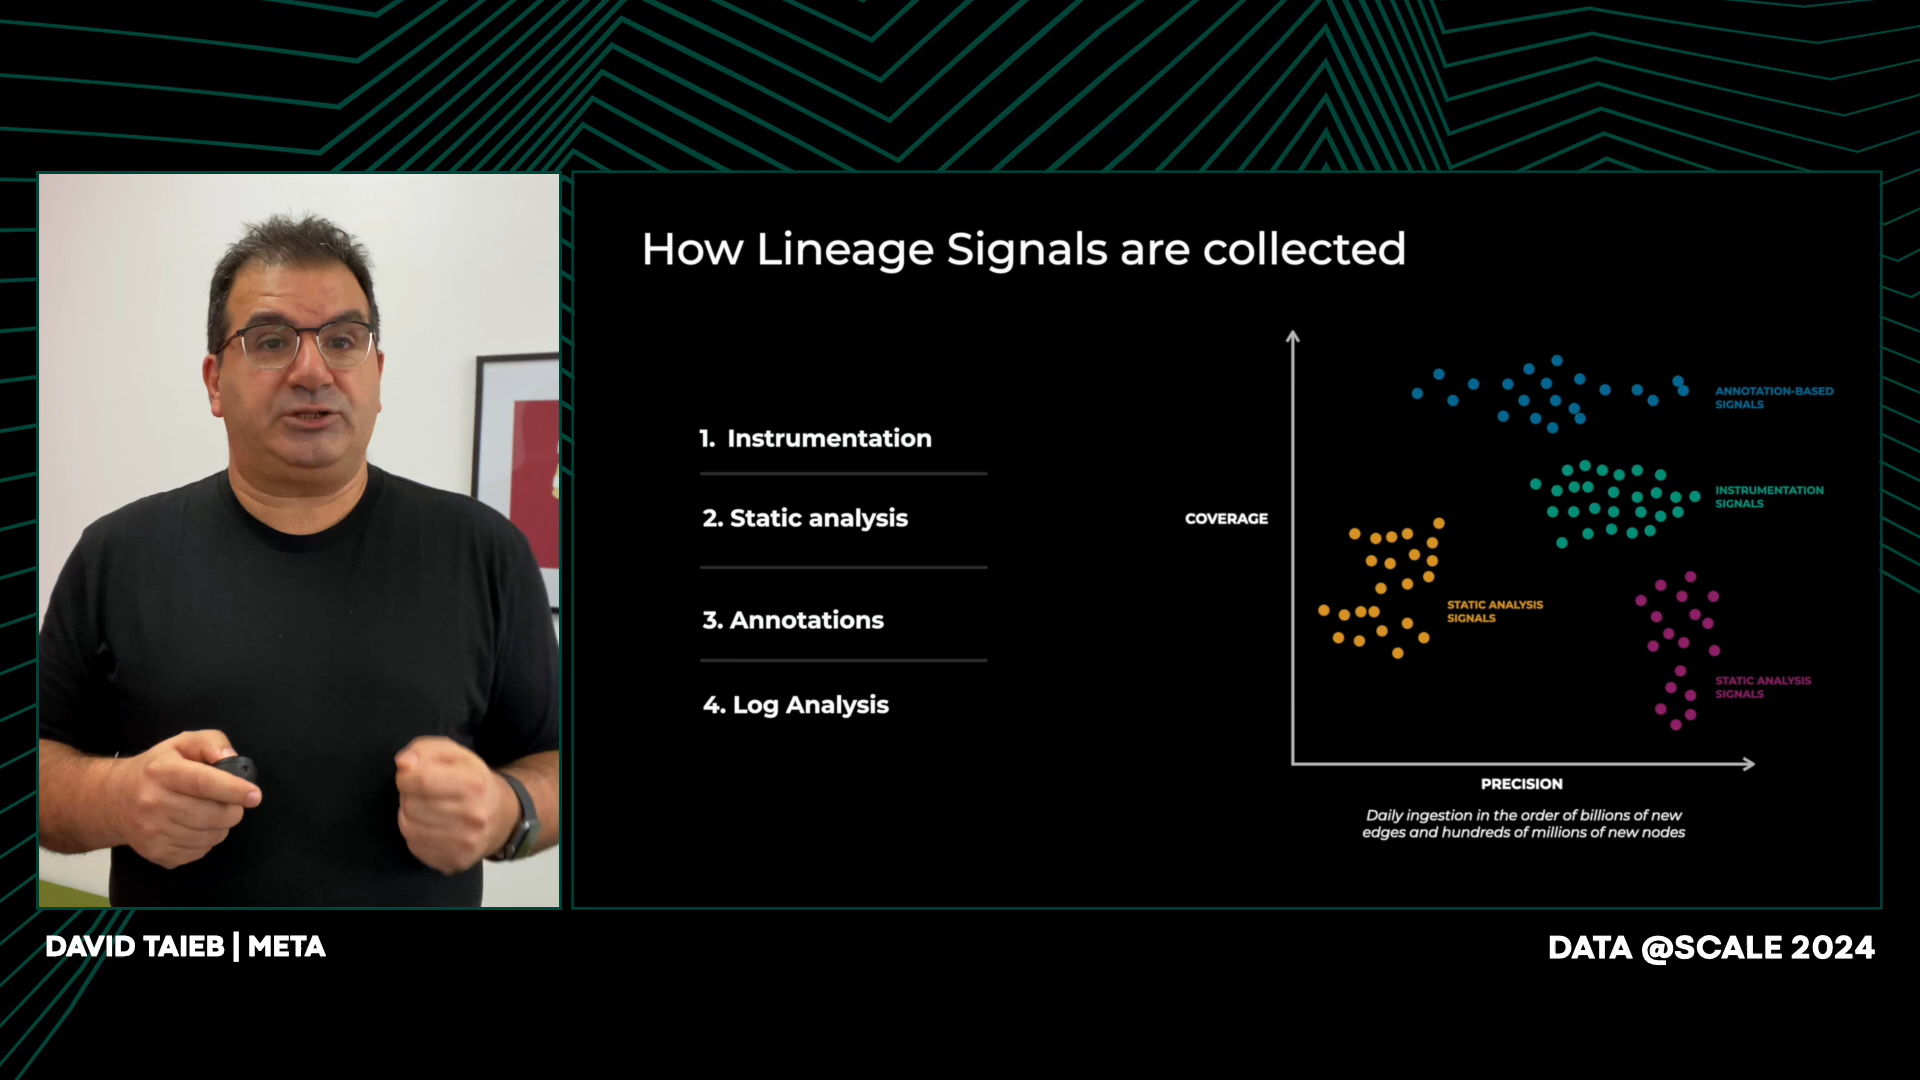 How Lineage Signals are collected
1. Instrumentation
2. Static analysis
3. Annotations
4. Log Analysis
COVERAGE
ANNOTATION-BASED
SIGNALS
INSTRUMENTATION
SIGNALS
STATIC ANALYSIS
SIGNALS
STATIC ANALYSIS
SIGNALS
PRECISION
Daily ingestion in the order of billions of new
edges and hundreds of millions of new nodes
DAVID TAIEB | META
DATA @SCALE 2024